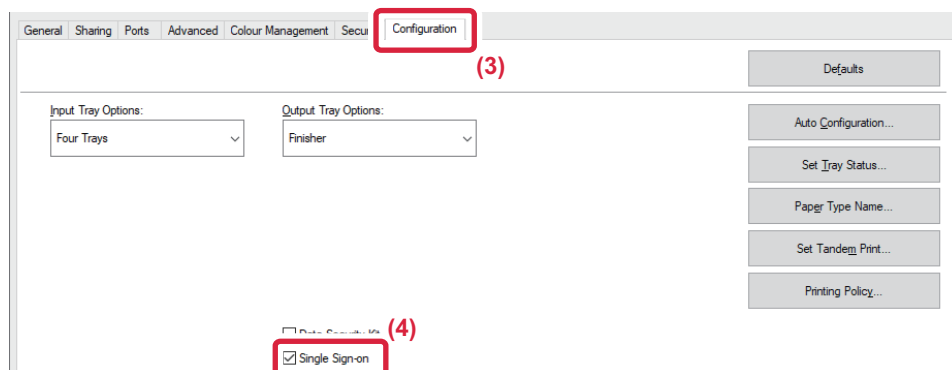 General Sharing Ports Advanced Colour Management Secu Configuration
(3)
Defaults
Input Tray Options: Output Tray Options:
Four Trays Finisher
Auto Configuration...
Set Tray Status...
Paper Type Name...
Set Tandem Print...
Printing Policy...
(4)
Single Sign-on